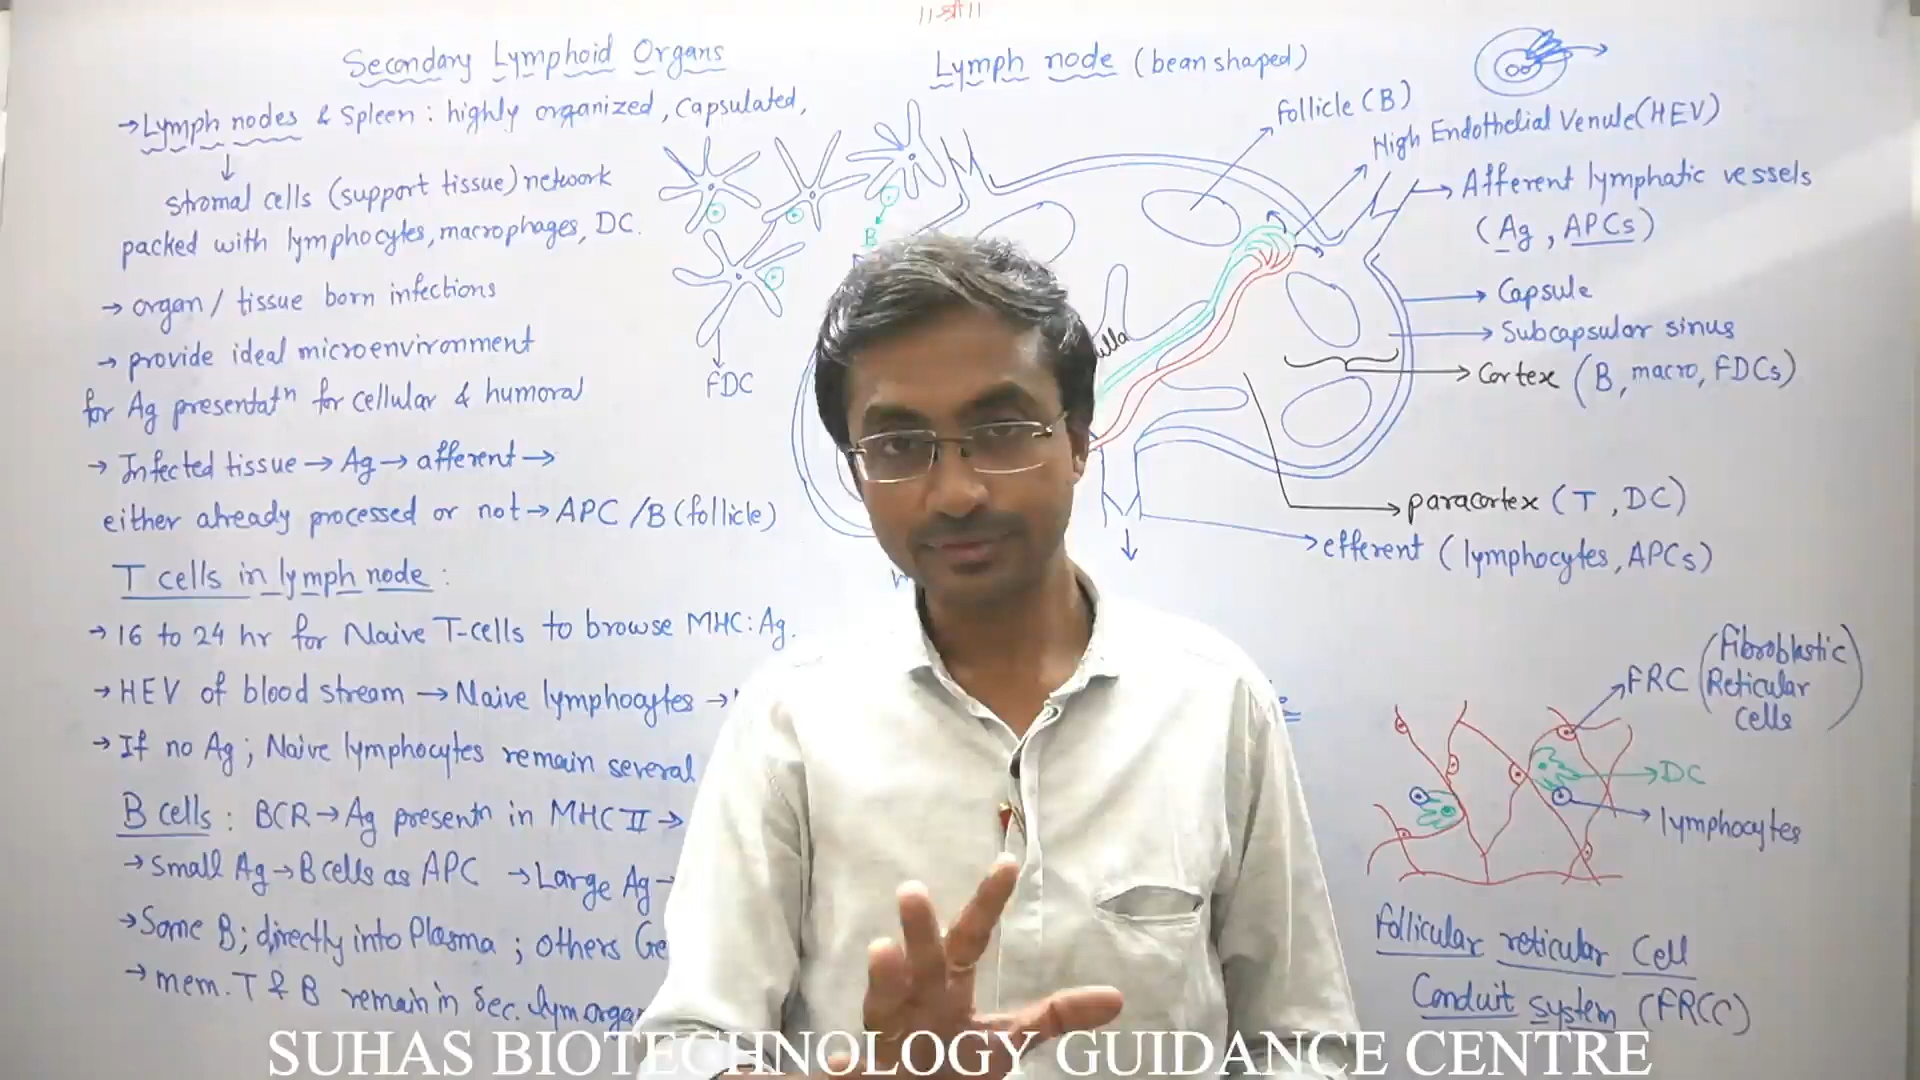 ॥श्री॥
Secondary Lymphoid Organs
→Lymph nodes & Spleen : highly organized, Capsulated,
↓
stromal cells (support tissue) network
packed with lymphocytes, macrophages, DC.
→ organ / tissue born infections
→ provide ideal microenvironment
for Ag presentatⁿ for cellular & humoral
→ Infected tissue → Ag → afferent →
either already processed or not → APC /B (follicle)
T cells in lymph node :
→ 16 to 24 hr for Naive T-cells to browse MHC:Ag.
→ HEV of blood stream → Naive lymphocytes →
→ If no Ag ; Naive lymphocytes remain several
B cells : BCR → Ag presentⁿ in MHC II →
→ Small Ag → B cells as APC → Large Ag →
→ Some B; directly into Plasma ; others
→ mem. T & B remain in Sec. lym
B
FDC
Lymph node (bean shaped)
follicle (B)
High Endothelial Venule (HEV)
Afferent lymphatic vessels
(Ag, APCs)
Capsule
Subcapsular sinus
Cortex (B, macro, FDCs)
paracortex (T, DC)
efferent (lymphocytes, APCs)
FRC (Fibroblastic
Reticular
Cells)
DC
lymphocytes
Follicular reticular Cell
Conduit system (FRCC)
SUHAS BIOTECHNOLOGY GUIDANCE CENTRE